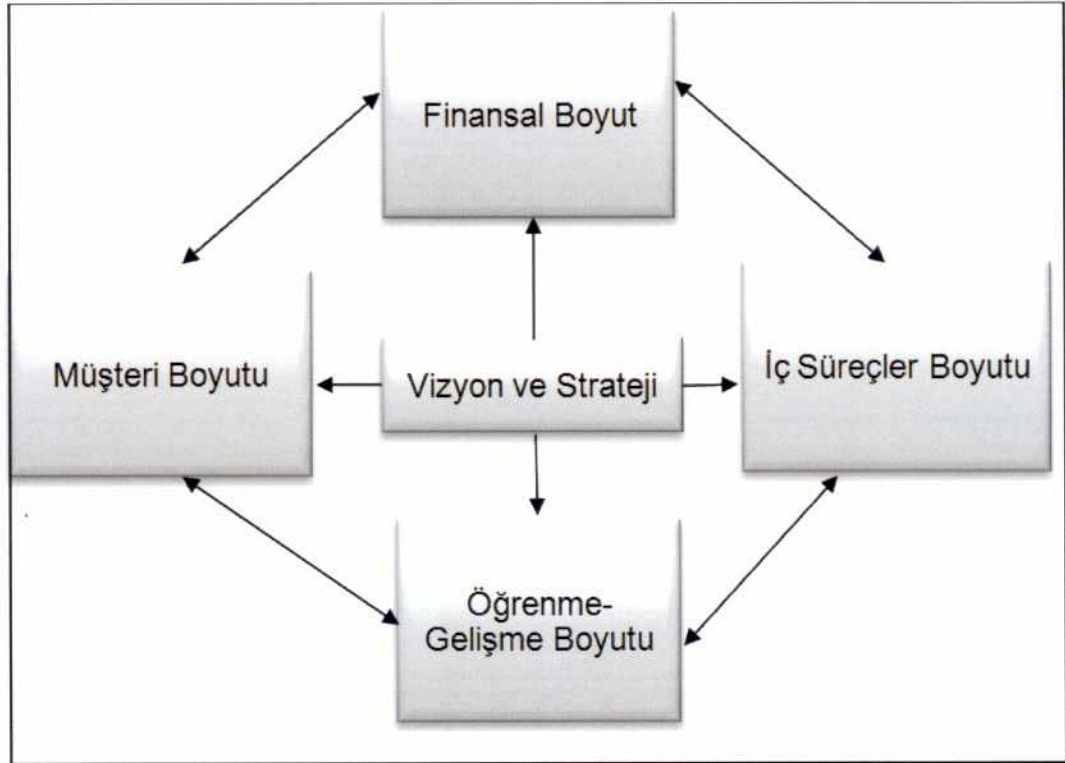 Finansal Boyut
Müşteri Boyutu
Vizyon ve Strateji
İç Süreçler Boyutu
Öğrenme-
Gelişme Boyutu